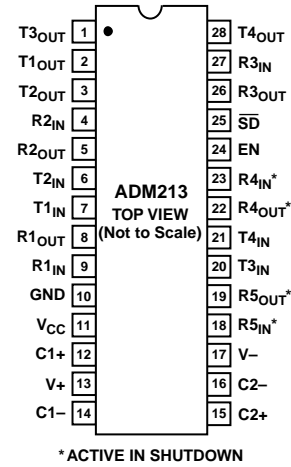 T3OUT 1 28 T4OUT
T1OUT 2 27 R3IN
T2OUT 3 26 R3OUT
R2IN 4 25 S̅D̅
R2OUT 5 24 EN
T2IN 6 23 R4IN*
ADM213
T1IN 7 22 R4OUT*
TOP VIEW
R1OUT 8 21 T4IN
(Not to Scale)
R1IN 9 20 T3IN
GND 10 19 R5OUT*
VCC 11 18 R5IN*
C1+ 12 17 V–
V+ 13 16 C2–
C1– 14 15 C2+
* ACTIVE IN SHUTDOWN